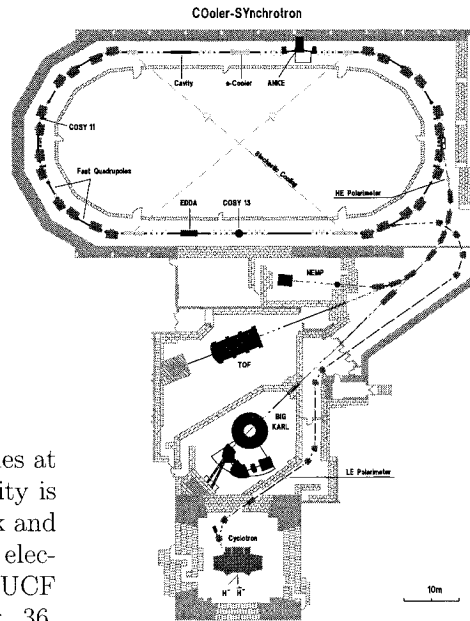 COoler-SYnchrotron
Cavity
e-Cooler
ANKE
COSY 11
Fast Quadrupoles
Stochastic Cooling
HE Polarimeter
EDDA
COSY 13
NEMP
TOF
BIG
KARL
LE Polarimeter
Cyclotron
H⁻ H⁻
10m
es at
ity is
k and
elec-
UCF
36